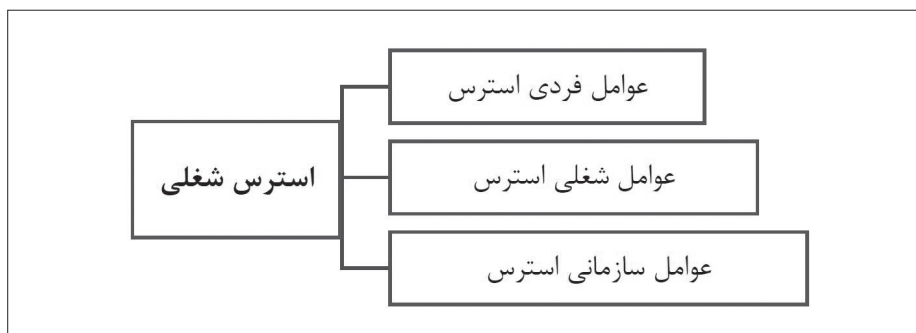 عوامل فردی استرس
استرس شغلی
عوامل شغلی استرس
عوامل سازمانی استرس